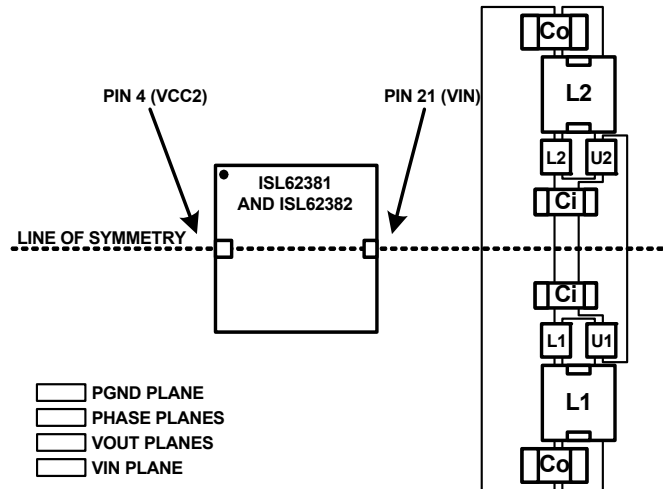 Co
L2
PIN 4 (VCC2)
PIN 21 (VIN)
L2
U2
ISL62381
AND ISL62382
Ci
LINE OF SYMMETRY
Ci
L1
U1
L1
PGND PLANE
PHASE PLANES
VOUT PLANES
VIN PLANE
Co